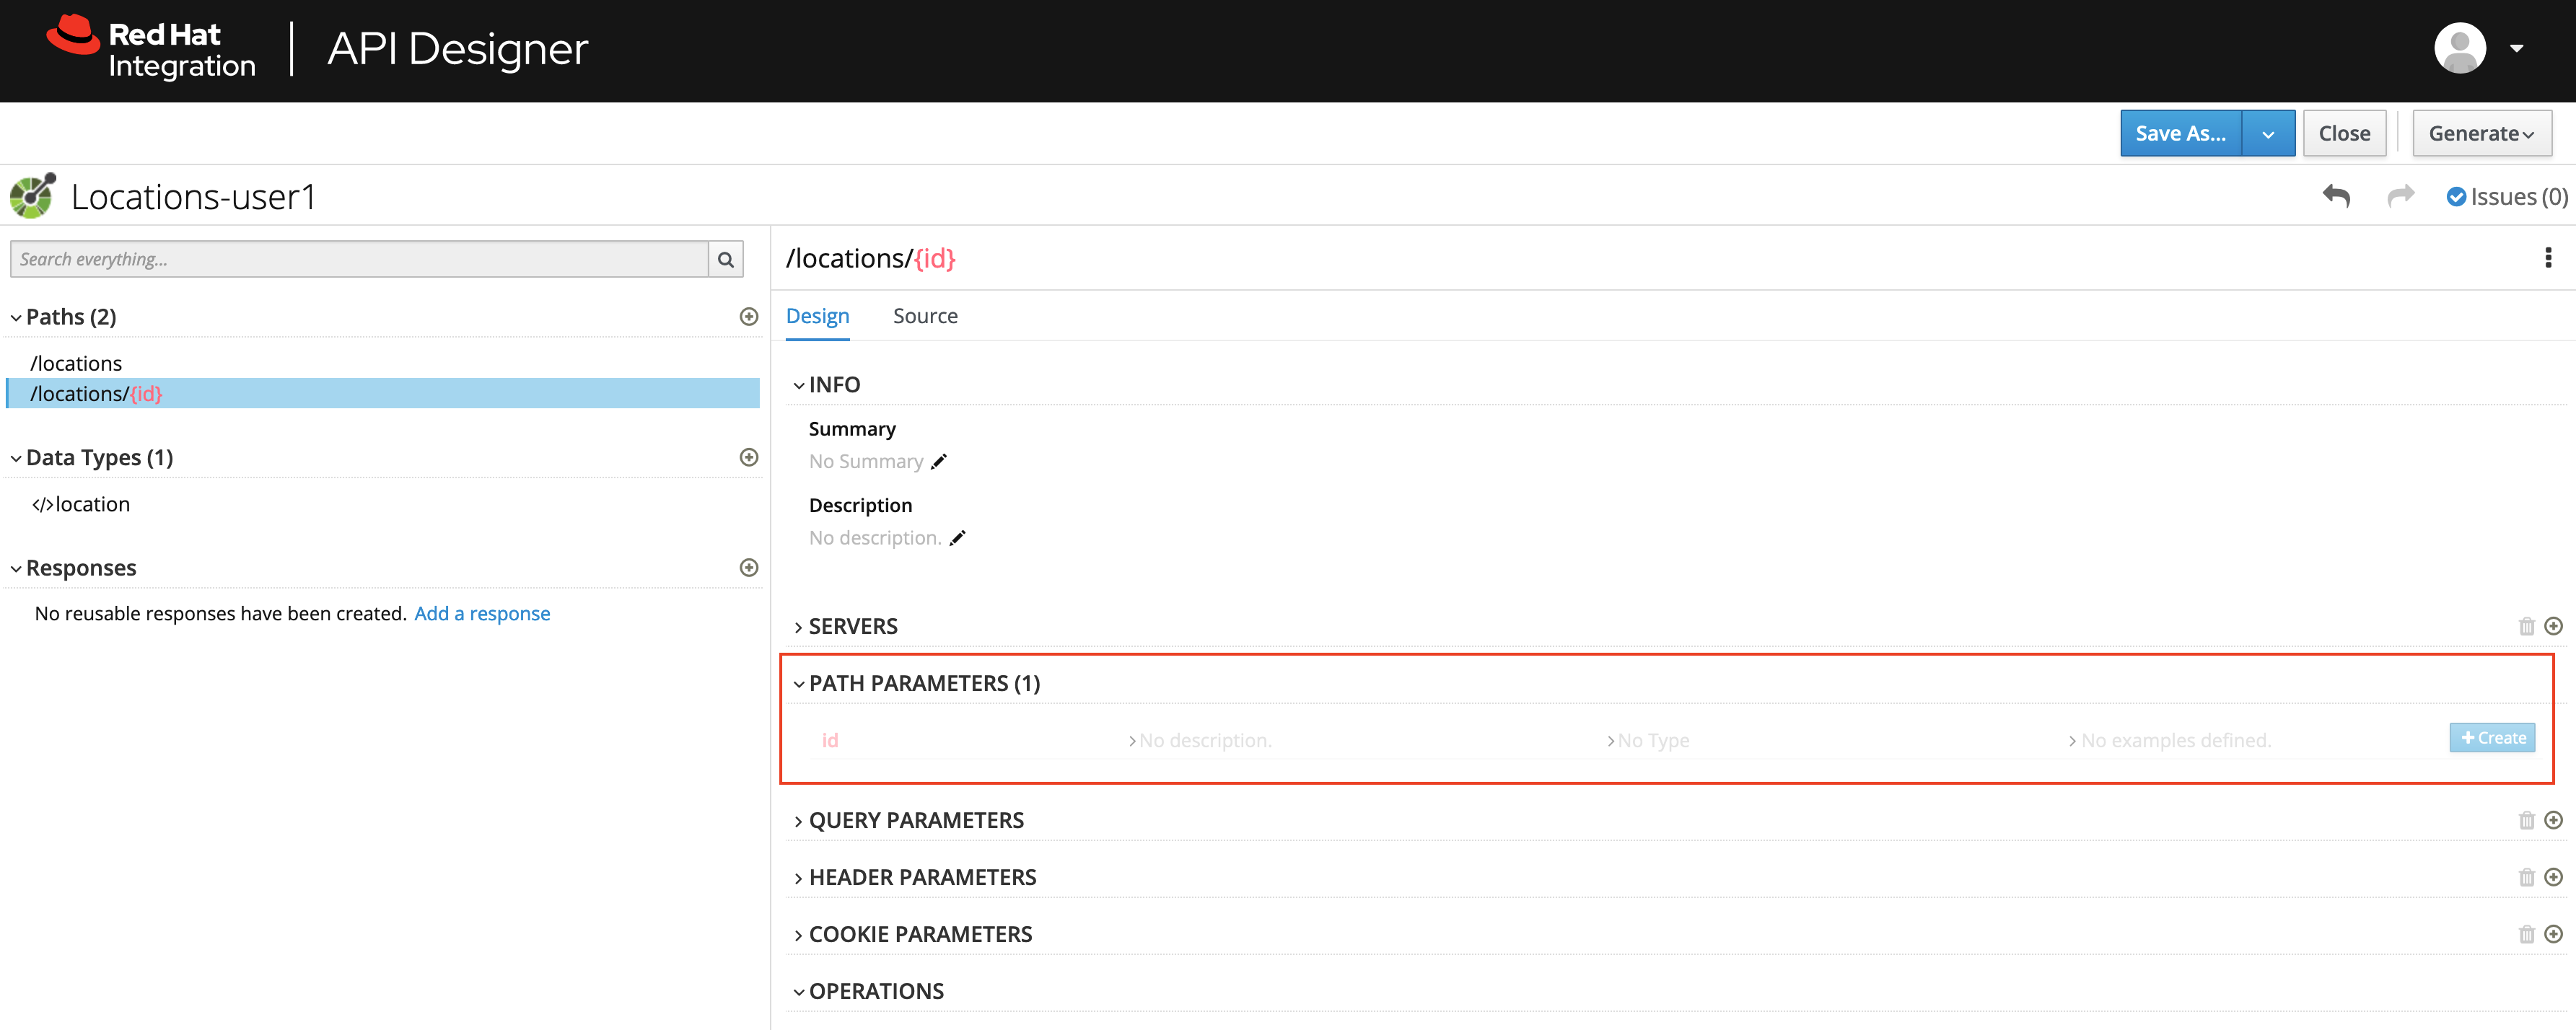 Red Hat
Integration
API Designer
Save As...
Close
Generate
Locations-user1
Issues (0)
Search everything...
/locations/{id}
Paths (2)
/locations
/locations/{id}
Data Types (1)
</>location
Responses
No reusable responses have been created. Add a response
Design Source
INFO
Summary
No Summary
Description
No description.
SERVERS
PATH PARAMETERS (1)
id No description. No Type No examples defined. + Create
QUERY PARAMETERS
HEADER PARAMETERS
COOKIE PARAMETERS
OPERATIONS